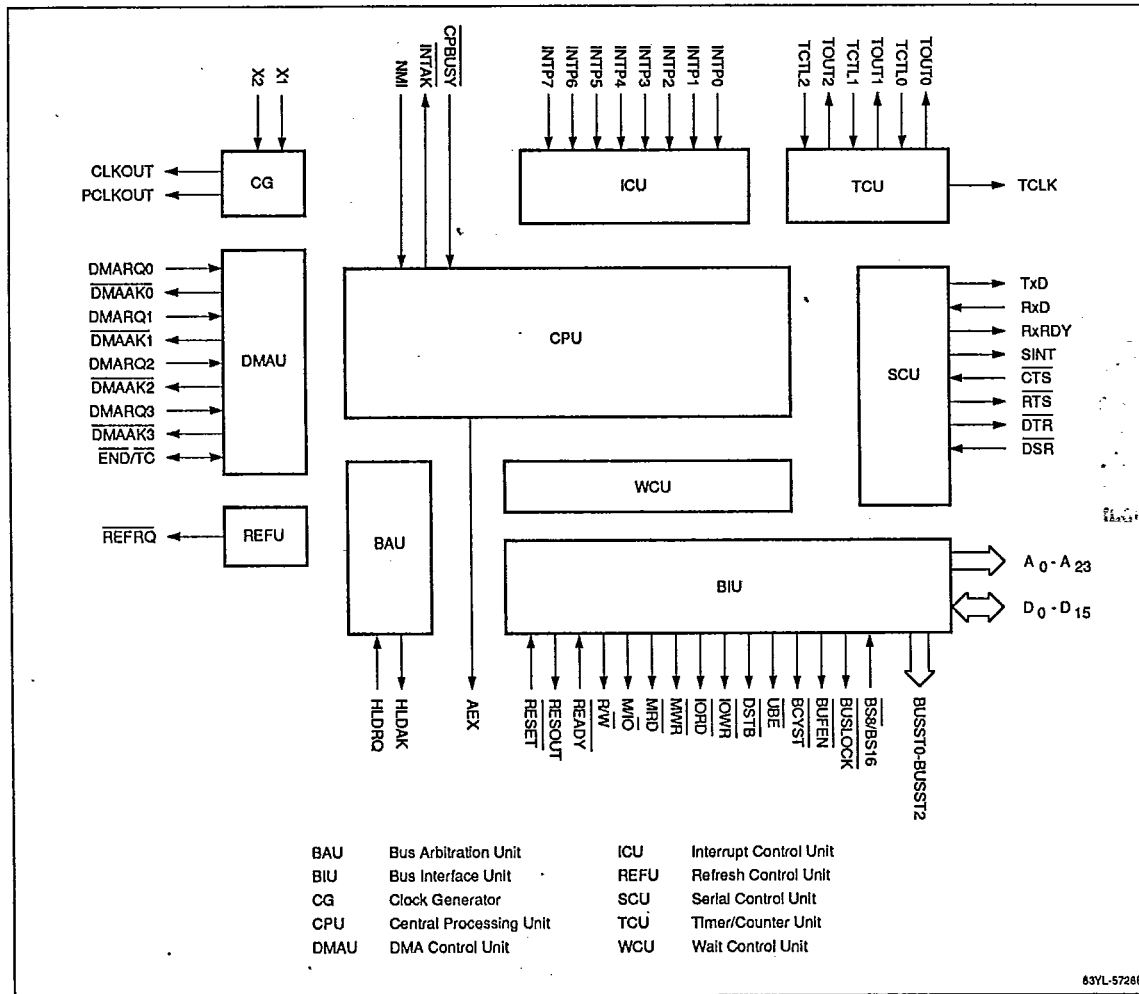 X2
X1
NMI
INTAK
CPBUSY
INTP7
INTP6
INTP5
INTP4
INTP3
INTP2
INTP1
INTP0
TCTL2
TOUT2
TCTL1
TOUT1
TCTL0
TOUT0
CLKOUT
PCLKOUT
CG
ICU
TCU
TCLK
DMARQ0
DMAAK0
DMARQ1
DMAAK1
DMARQ2
DMAAK2
DMARQ3
DMAAK3
END/TC
DMAU
CPU
SCU
TxD
RxD
RxRDY
SINT
CTS
RTS
DTR
DSR
REFRQ
REFU
BAU
WCU
BIU
A0 - A23
D0 - D15
HLDRQ
HLDAK
AEX
RESET
RESOUT
READY
R/W
M/IO
MRD
MWR
IORD
IOWR
DSTB
UBE
BCYST
BUFEN
BUSLOCK
BS8/BS16
BUSST0-BUSST2
BAU Bus Arbitration Unit
BIU Bus Interface Unit
CG Clock Generator
CPU Central Processing Unit
DMAU DMA Control Unit
ICU Interrupt Control Unit
REFU Refresh Control Unit
SCU Serial Control Unit
TCU Timer/Counter Unit
WCU Wait Control Unit